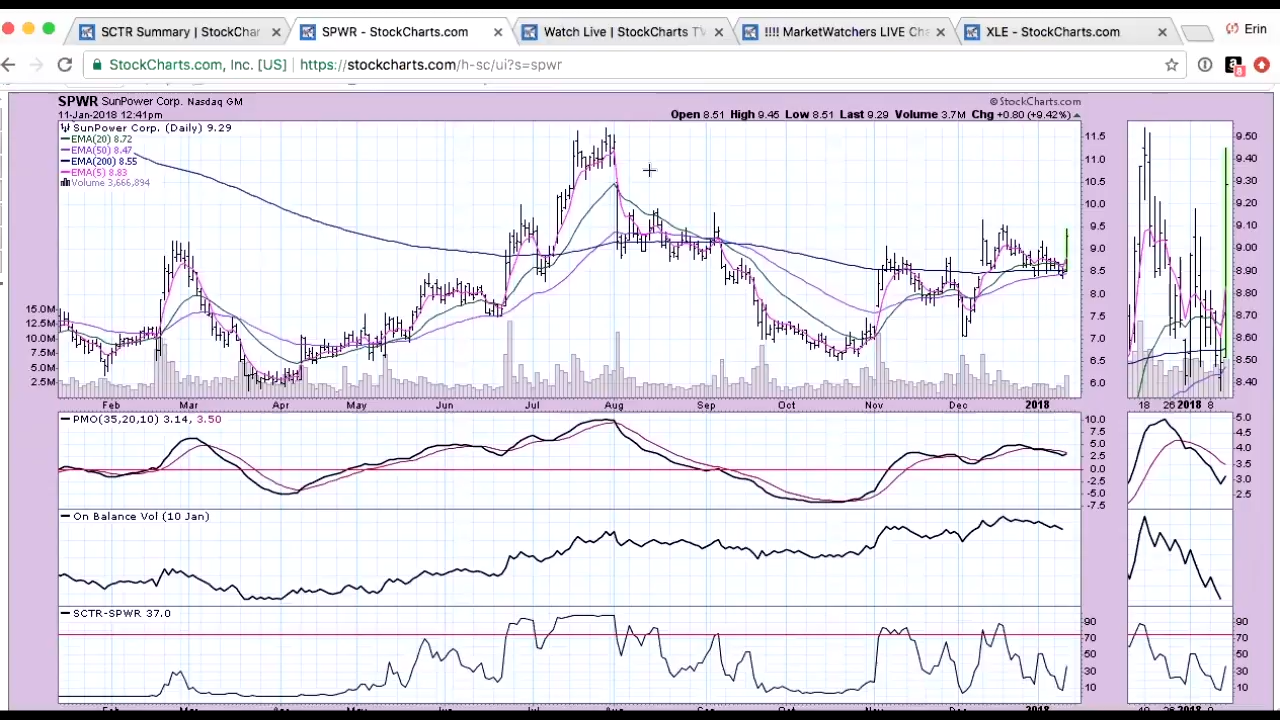 SCTR Summary | StockChar
SPWR - StockCharts.com
Watch Live | StockCharts TV
!!!! MarketWatchers LIVE Cha
XLE - StockCharts.com
Erin
StockCharts.com, Inc. [US] | https://stockcharts.com/h-sc/ui?s=spwr
SPWR SunPower Corp. Nasdaq GM
© StockCharts.com
11-Jan-2018 12:41pm
Open 8.51 High 9.45 Low 8.51 Last 9.29 Volume 3.7M Chg +0.80 (+9.42%)
SunPower Corp. (Daily) 9.29
EMA(20) 8.72
EMA(50) 8.47
EMA(200) 8.55
EMA(5) 8.83
Volume 3,666,894
11.5
11.0
10.5
10.0
9.5
9.0
8.5
8.0
7.5
7.0
6.5
6.0
15.0M
12.5M
10.0M
7.5M
5.0M
2.5M
9.50
9.40
9.30
9.20
9.10
9.00
8.90
8.80
8.70
8.60
8.50
8.40
Feb Mar Apr May Jun Jul Aug Sep Oct Nov Dec 2018
18 26 2018 8
PMO(35,20,10) 3.14, 3.50
10.0
7.5
5.0
2.5
0.0
-2.5
-5.0
-7.5
5.0
4.5
4.0
3.5
3.0
2.5
On Balance Vol (10 Jan)
SCTR-SPWR 37.0
90
70
50
30
10
90
70
50
30
10